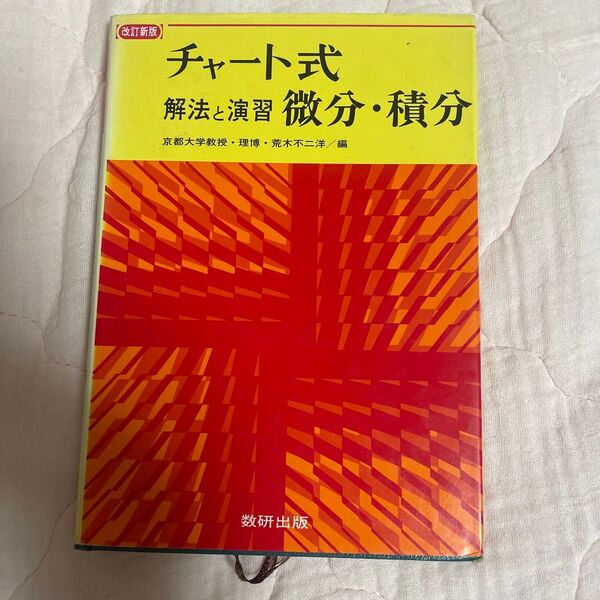 改訂新版
チャート式
解法と演習 微分・積分
京都大学教授・理博・荒木不二洋/編
数研出版